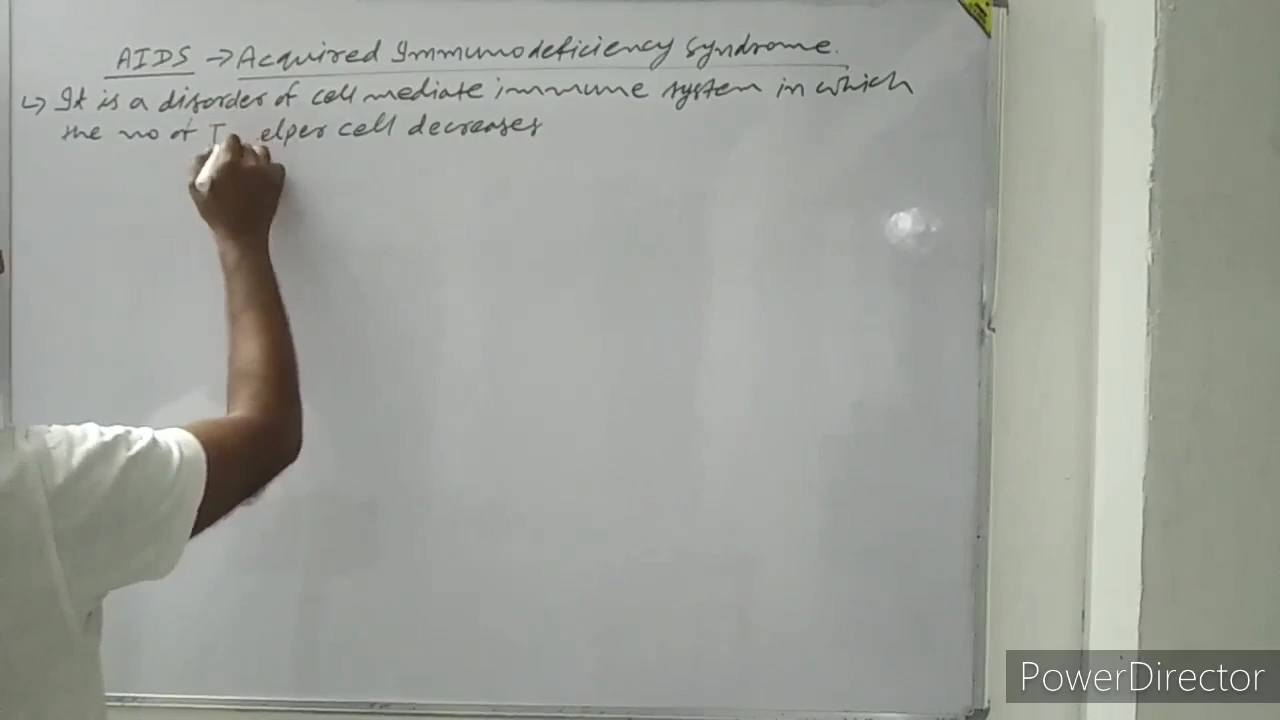 AIDS → Acquired Immunodeficiency Syndrome.
↳ It is a disorder of cell mediate immune system in which
the no of T elper cell decreases
PowerDirector